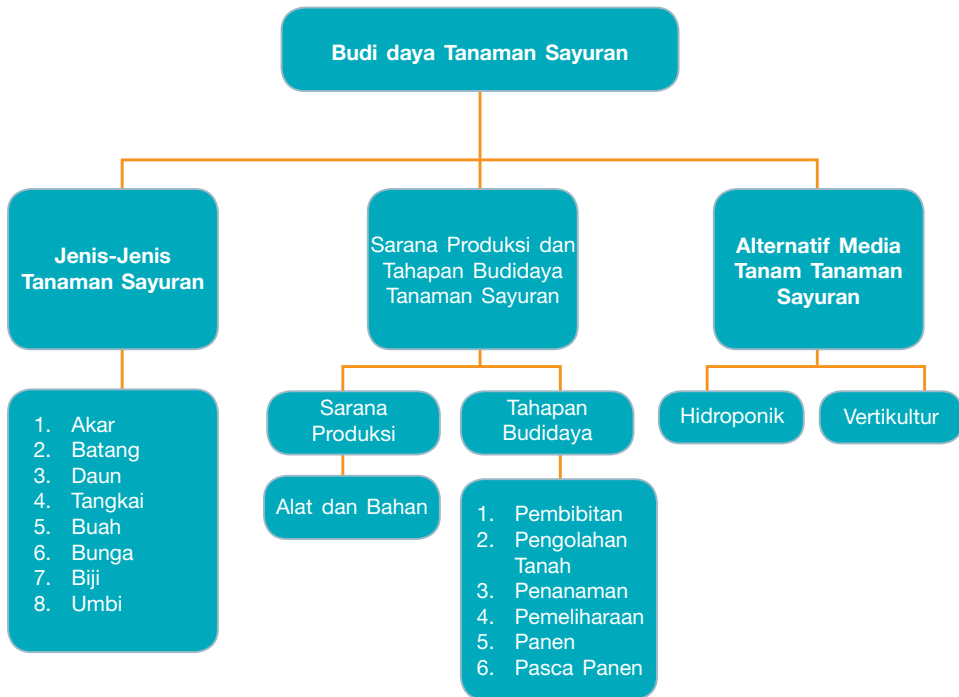 Budi daya Tanaman Sayuran
Jenis-Jenis
Tanaman Sayuran
Sarana Produksi dan
Tahapan Budidaya
Tanaman Sayuran
Alternatif Media
Tanam Tanaman
Sayuran
1. Akar
2. Batang
3. Daun
4. Tangkai
5. Buah
6. Bunga
7. Biji
8. Umbi
Sarana
Produksi
Alat dan Bahan
Tahapan
Budidaya
1. Pembibitan
2. Pengolahan
Tanah
3. Penanaman
4. Pemeliharaan
5. Panen
6. Pasca Panen
Hidroponik
Vertikultur